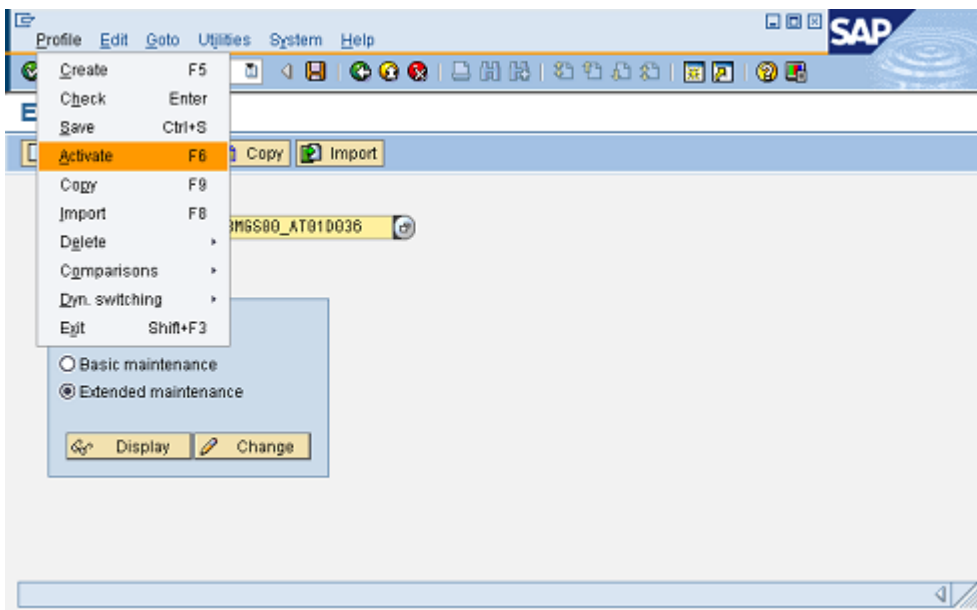 Profile Edit Goto Utilities System Help
SAP
Create F5
Check Enter
Save Ctrl+S
Activate F6
Copy F9
Import F8
Delete
Comparisons
Dyn. switching
Exit Shift+F3
E
Copy Import
MGS00_AT01D036
Basic maintenance
Extended maintenance
Display Change